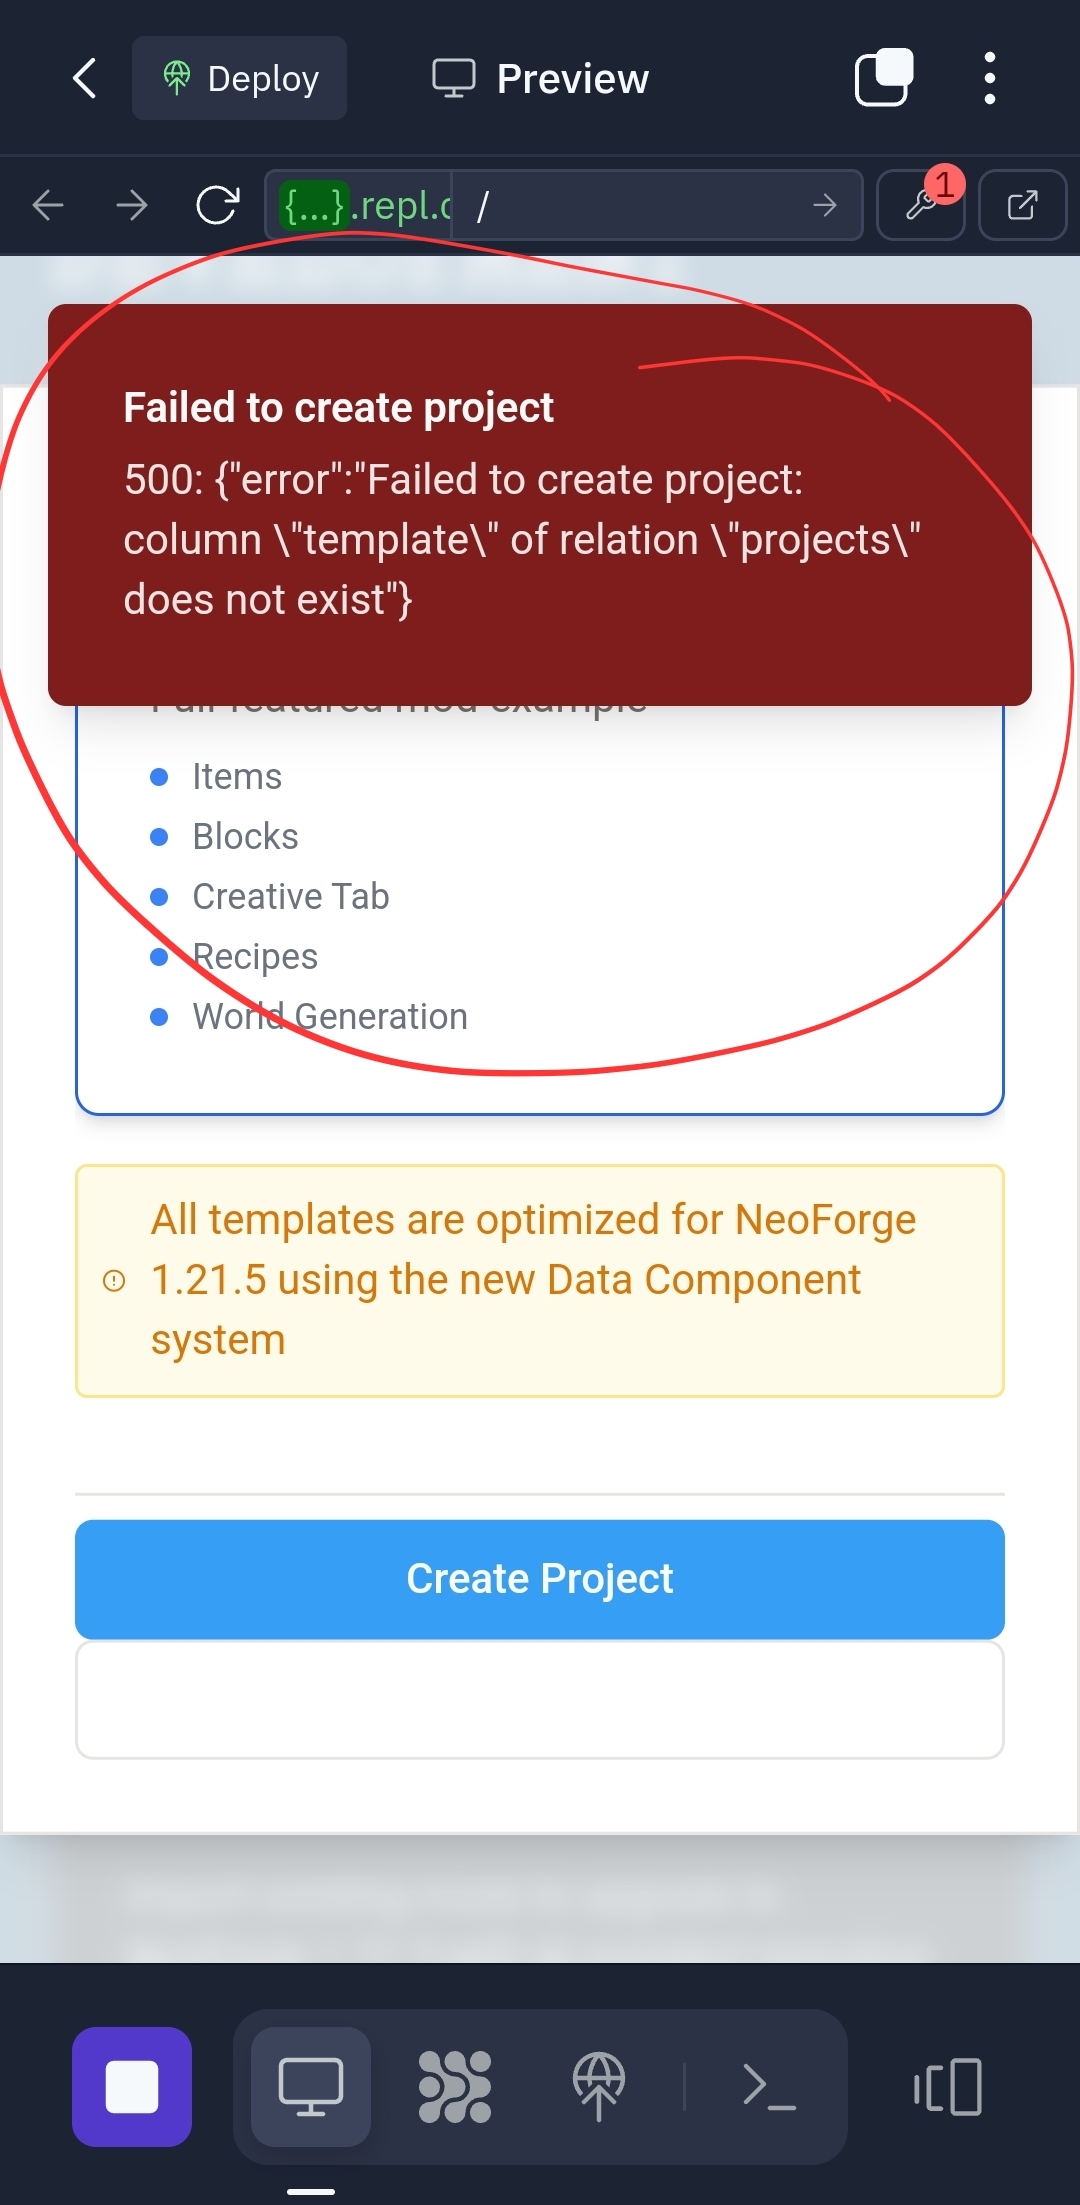 Deploy
Preview
{...}.repl.c /
1
Failed to create project
500: {"error":"Failed to create project:
column \"template\" of relation \"projects\"
does not exist"}
Items
Blocks
Creative Tab
Recipes
World Generation
All templates are optimized for NeoForge
1.21.5 using the new Data Component
system
Create Project